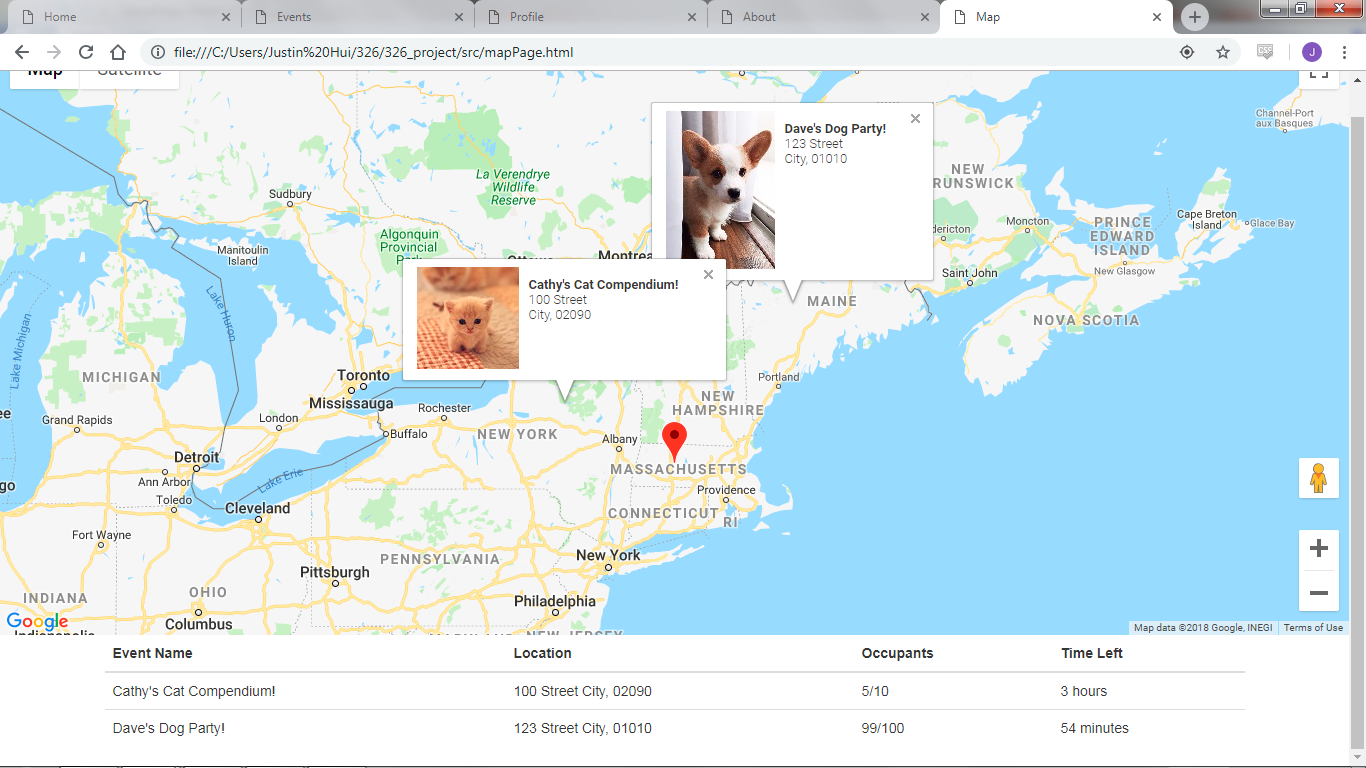 Home
Events
Profile
About
Map
file:///C:/Users/Justin%20Hui/326/326_project/src/mapPage.html
CSS
J
Map
Satellite
Channel-Port
aux Basques
Dave's Dog Party!
123 Street
City, 01010
La Verendrye
Wildlife
Reserve
NEW
RUNSWICK
Sudbury
Moncton
PRINCE
EDWARD
ISLAND
Cape Breton
Island
Glace Bay
Algonquin
Provincial
Park
dericton
Manitoulin
Island
Ottawa
Montrea
New Glasgow
Saint John
Cathy's Cat Compendium!
100 Street
City, 02090
Lake Huron
MAINE
NOVA SCOTIA
Lake Michigan
MICHIGAN
Toronto
Mississauga
Portland
NEW
HAMPSHIRE
Grand Rapids
London
Rochester
Buffalo
NEW YORK
Albany
Detroit
MASSACHUSETTS
Ann Arbor
Lake Erie
Toledo
Providence
Cleveland
CONNECTICUT
RI
Fort Wayne
New York
PENNSYLVANIA
Pittsburgh
OHIO
INDIANA
Philadelphia
Columbus
Google
Indianapolis
MARYLAND
NEW JERSEY
Map data ©2018 Google, INEGI
Terms of Use
Event Name Location Occupants Time Left
Cathy's Cat Compendium! 100 Street City, 02090 5/10 3 hours
Dave's Dog Party! 123 Street City, 01010 99/100 54 minutes